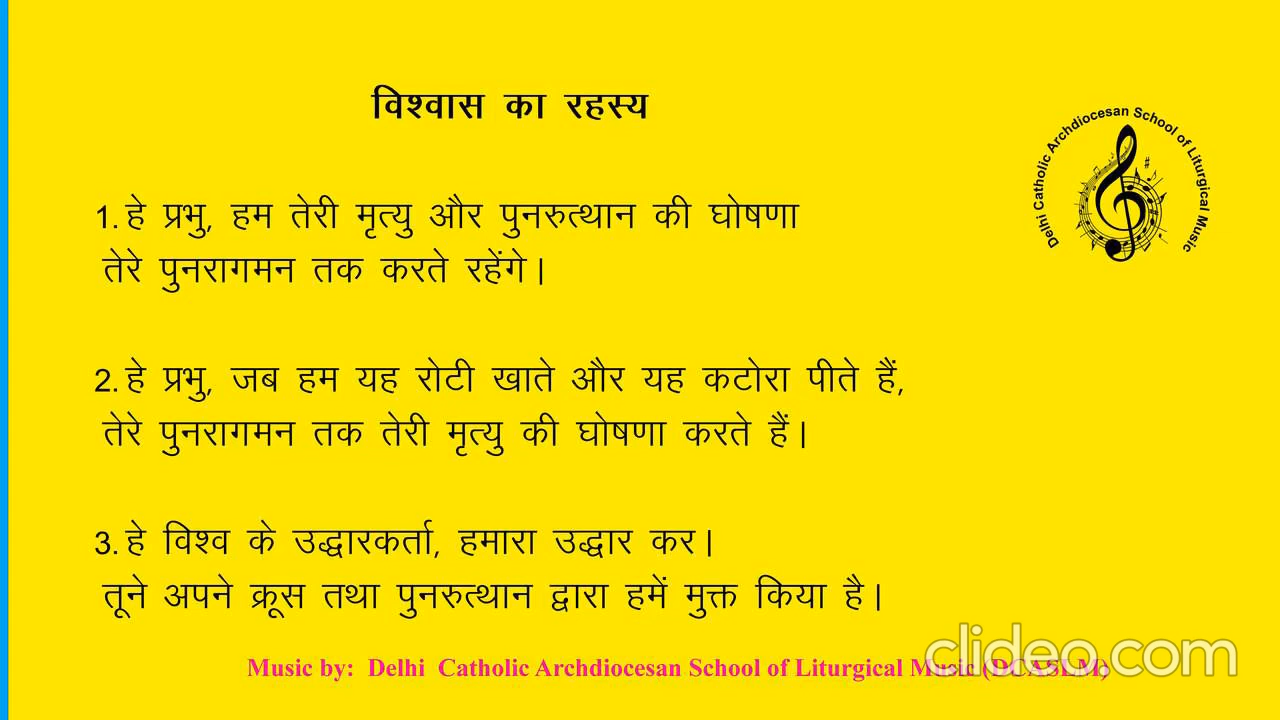 विश्वास का रहस्य
Delhi Catholic Archdiocesan School of Liturgical Music
1. हे प्रभु, हम तेरी मृत्यु और पुनरुत्थान की घोषणा
तेरे पुनरागमन तक करते रहेंगे।
2. हे प्रभु, जब हम यह रोटी खाते और यह कटोरा पीते हैं,
तेरे पुनरागमन तक तेरी मृत्यु की घोषणा करते हैं।
3. हे विश्व के उद्धारकर्ता, हमारा उद्धार कर।
तूने अपने क्रूस तथा पुनरुत्थान द्वारा हमें मुक्त किया है।
Music by: Delhi Catholic Archdiocesan School of Liturgical Music (DCASLM)
clideo.com